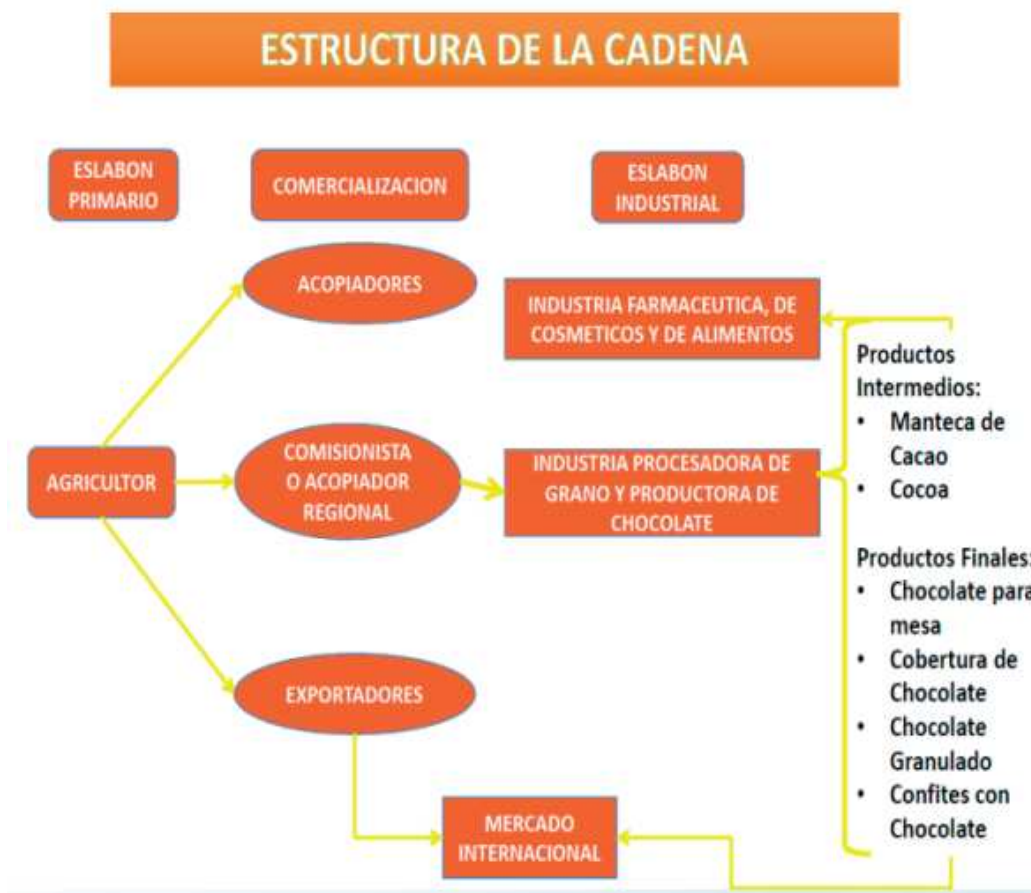 ESTRUCTURA DE LA CADENA
ESLABON
PRIMARIO
COMERCIALIZACION
ESLABON
INDUSTRIAL
ACOPIADORES
INDUSTRIA FARMACEUTICA, DE
COSMETICOS Y DE ALIMENTOS
AGRICULTOR
COMISIONISTA
O ACOPIADOR
REGIONAL
INDUSTRIA PROCESADORA DE
GRANO Y PRODUCTORA DE
CHOCOLATE
EXPORTADORES
MERCADO
INTERNACIONAL
Productos
Intermedios:
• Manteca de
Cacao
• Cocoa
Productos Finales:
• Chocolate para
mesa
• Cobertura de
Chocolate
• Chocolate
Granulado
• Confites con
Chocolate